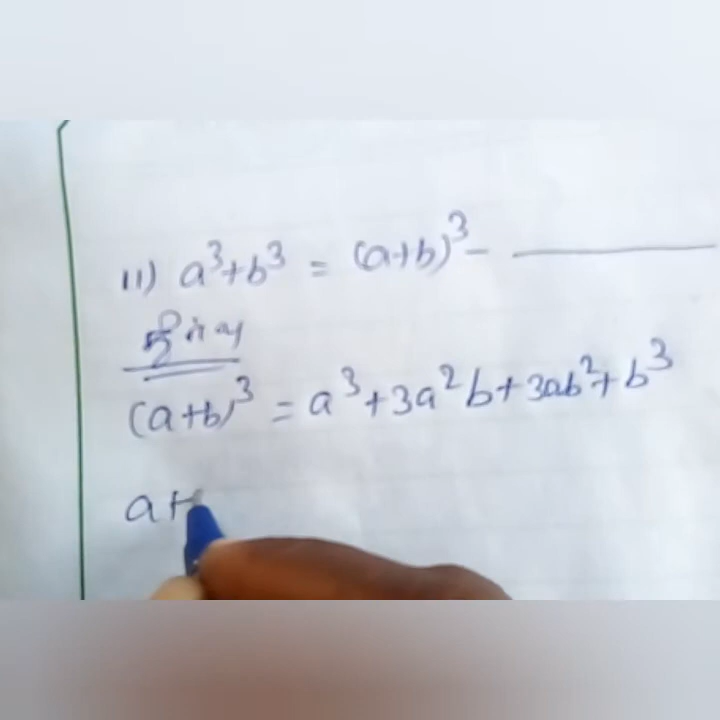 11) a³+b³ = (a+b)³ - ________
தீர்வு
(a+b)³ = a³+3a²b+3ab²+b³
a+